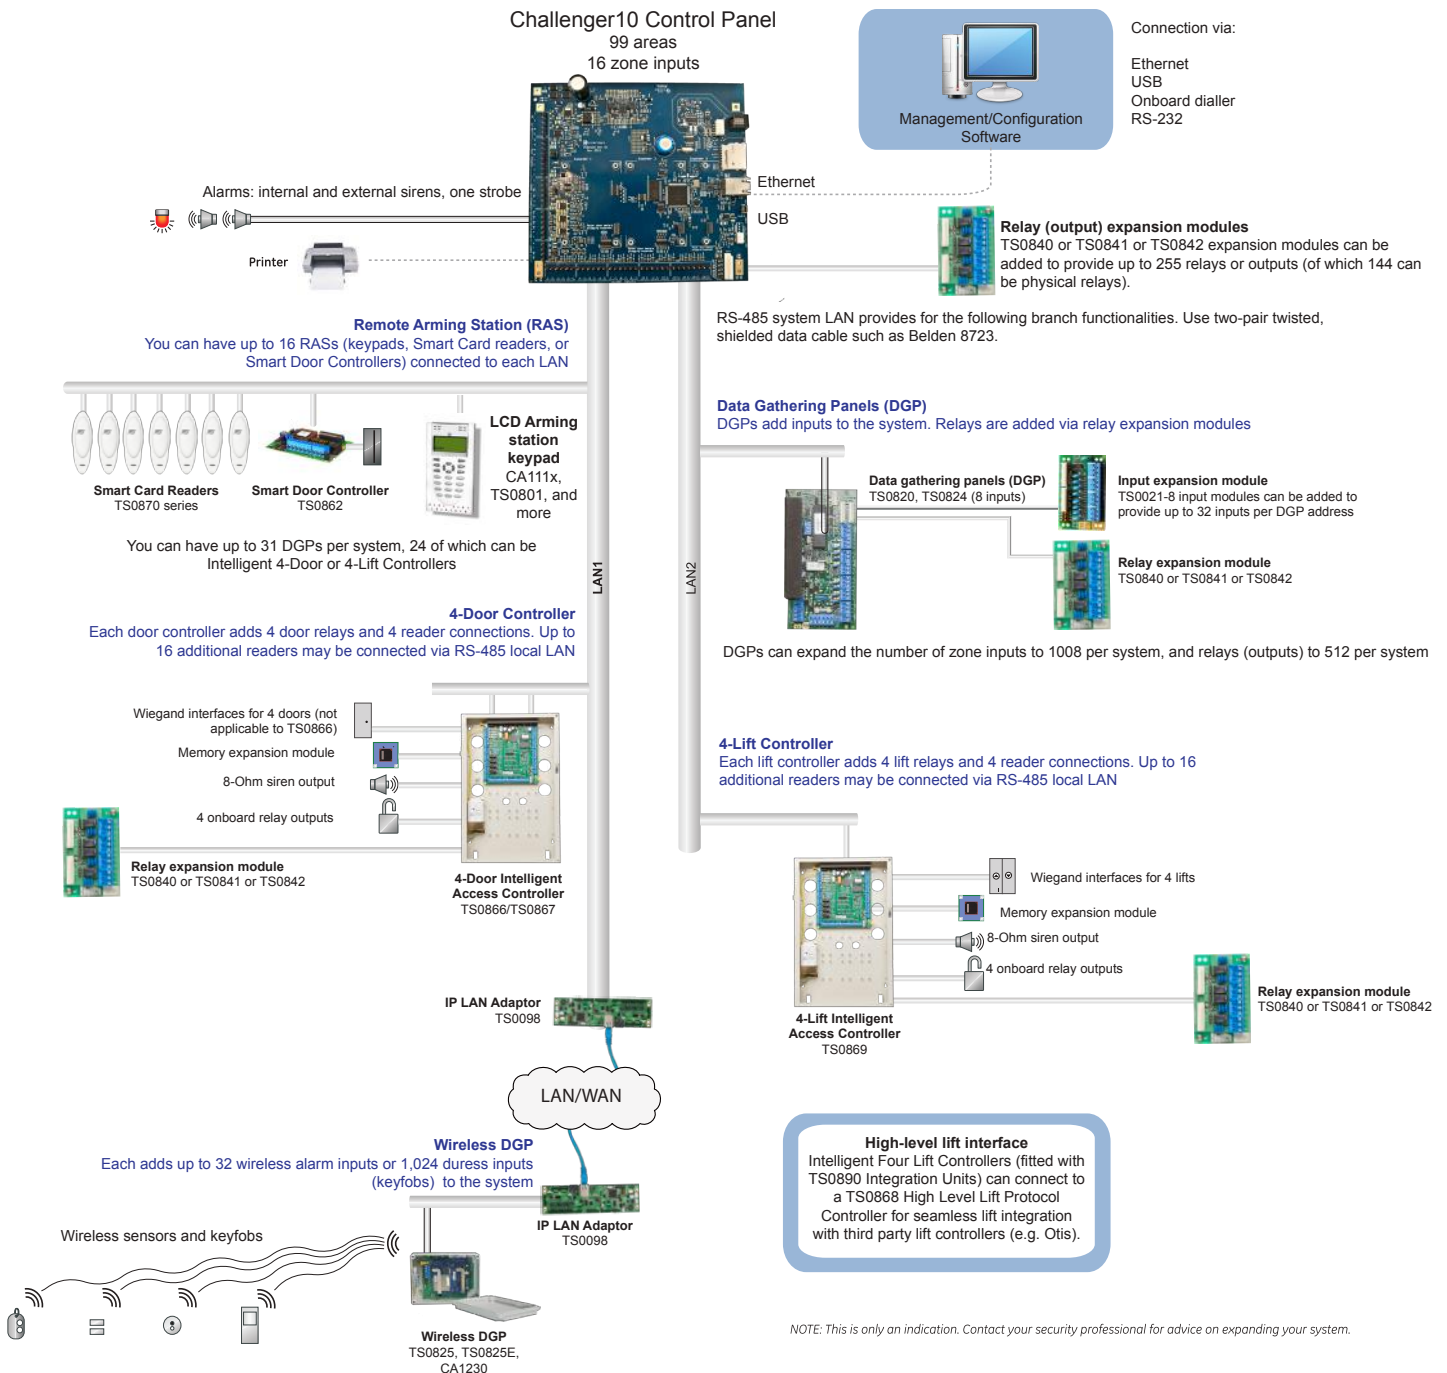 Challenger10 Control Panel
99 areas
16 zone inputs
Connection via:
Ethernet
USB
Onboard dialler
RS-232
Management/Configuration
Software
Ethernet
USB
Alarms: internal and external sirens, one strobe
Printer
Relay (output) expansion modules
TS0840 or TS0841 or TS0842 expansion modules can be
added to provide up to 255 relays or outputs (of which 144 can
be physical relays).
RS-485 system LAN provides for the following branch functionalities. Use two-pair twisted,
shielded data cable such as Belden 8723.
Remote Arming Station (RAS)
You can have up to 16 RASs (keypads, Smart Card readers, or
Smart Door Controllers) connected to each LAN
Smart Card Readers
TS0870 series
Smart Door Controller
TS0862
LCD Arming
station
keypad
CA111x,
TS0801, and
more
You can have up to 31 DGPs per system, 24 of which can be
Intelligent 4-Door or 4-Lift Controllers
LAN1
LAN2
Data Gathering Panels (DGP)
DGPs add inputs to the system. Relays are added via relay expansion modules
Data gathering panels (DGP)
TS0820, TS0824 (8 inputs)
Input expansion module
TS0021-8 input modules can be added to
provide up to 32 inputs per DGP address
Relay expansion module
TS0840 or TS0841 or TS0842
DGPs can expand the number of zone inputs to 1008 per system, and relays (outputs) to 512 per system
4-Door Controller
Each door controller adds 4 door relays and 4 reader connections. Up to
16 additional readers may be connected via RS-485 local LAN
Wiegand interfaces for 4 doors (not
applicable to TS0866)
Memory expansion module
8-Ohm siren output
4 onboard relay outputs
Relay expansion module
TS0840 or TS0841 or TS0842
4-Door Intelligent
Access Controller
TS0866/TS0867
4-Lift Controller
Each lift controller adds 4 lift relays and 4 reader connections. Up to 16
additional readers may be connected via RS-485 local LAN
Wiegand interfaces for 4 lifts
Memory expansion module
8-Ohm siren output
4 onboard relay outputs
Relay expansion module
TS0840 or TS0841 or TS0842
4-Lift Intelligent
Access Controller
TS0869
IP LAN Adaptor
TS0098
LAN/WAN
Wireless DGP
Each adds up to 32 wireless alarm inputs or 1,024 duress inputs
(keyfobs) to the system
IP LAN Adaptor
TS0098
Wireless sensors and keyfobs
Wireless DGP
TS0825, TS0825E,
CA1230
High-level lift interface
Intelligent Four Lift Controllers (fitted with
TS0890 Integration Units) can connect to
a TS0868 High Level Lift Protocol
Controller for seamless lift integration
with third party lift controllers (e.g. Otis).
NOTE: This is only an indication. Contact your security professional for advice on expanding your system.